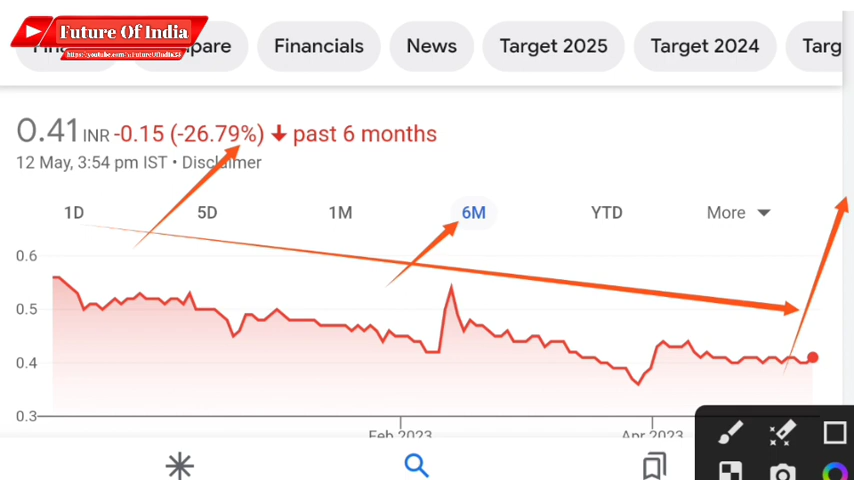 Future Of India
Financials
News
Target 2025
Target 2024
Targ
0.41 INR -0.15 (-26.79%) ↓ past 6 months
12 May, 3:54 pm IST • Disclaimer
1D 5D 1M 6M YTD More
0.6
0.5
0.4
0.3
Feb 2023 Apr 2023